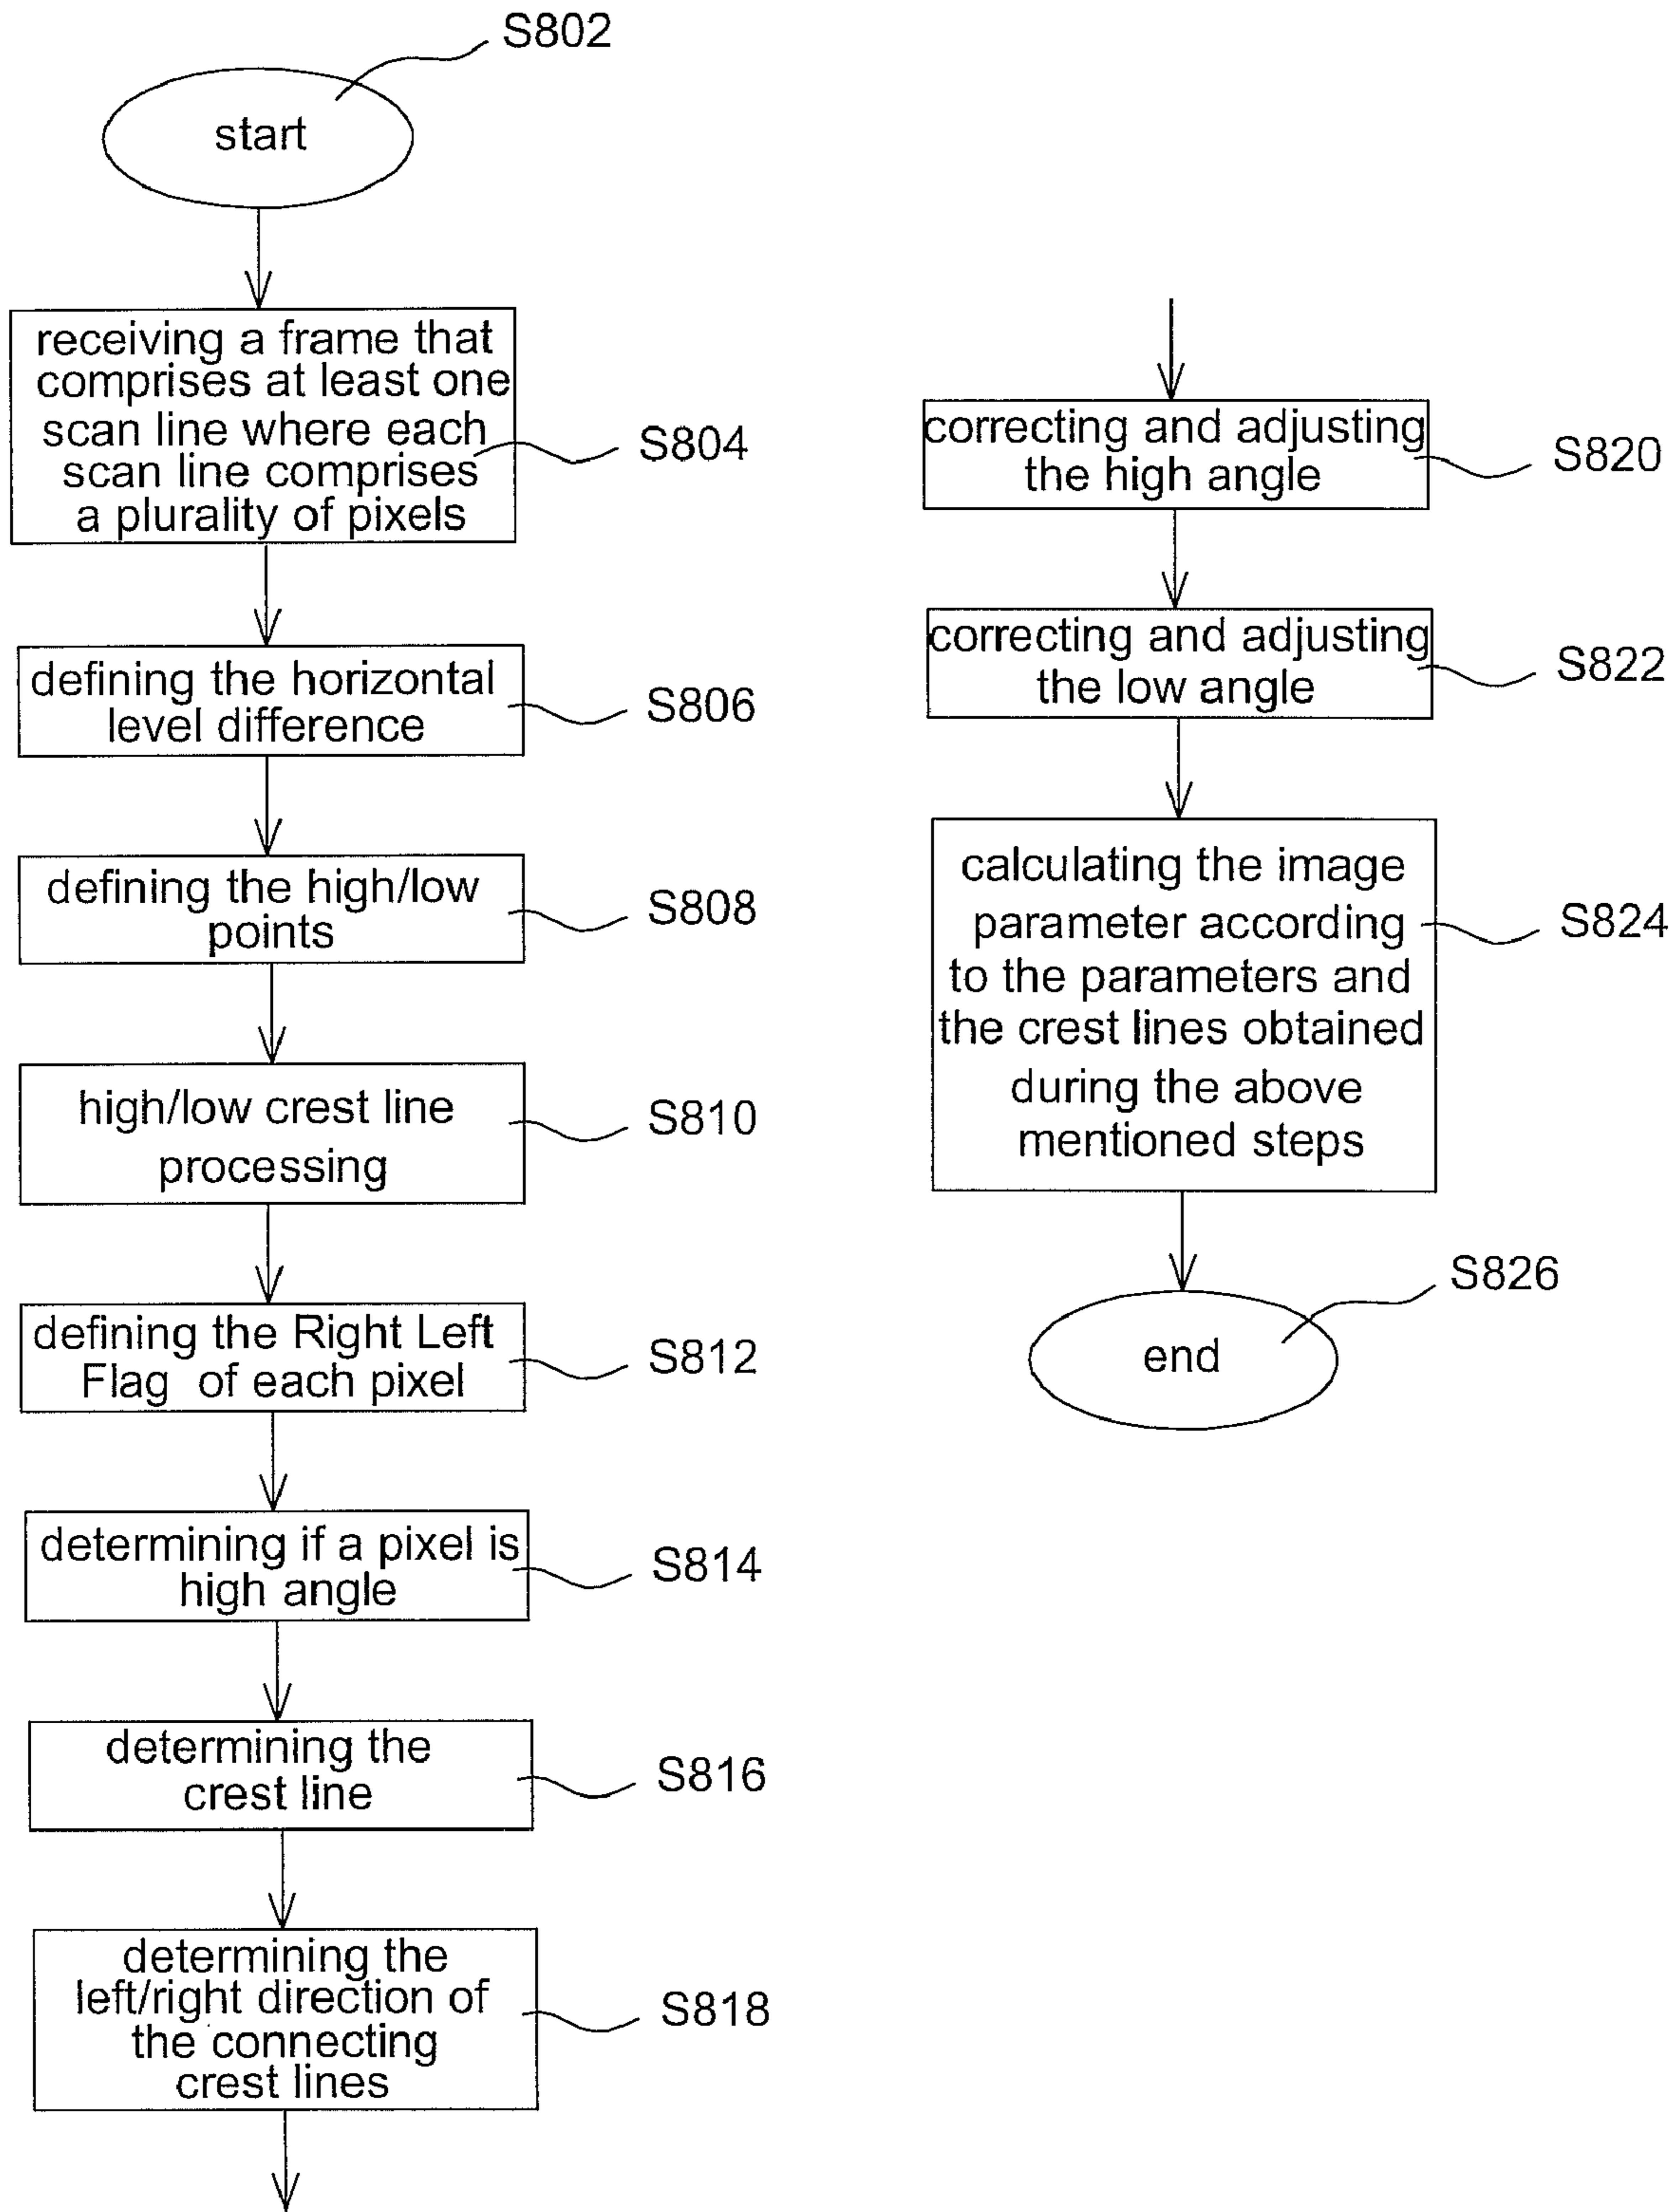 S802
start
receiving a frame that
comprises at least one
scan line where each
scan line comprises
a plurality of pixels
S804
defining the horizontal
level difference
S806
defining the high/low
points
S808
high/low crest line
processing
S810
defining the Right Left
Flag of each pixel
S812
determining if a pixel is
high angle
S814
determining the
crest line
S816
determining the
left/right direction of
the connecting
crest lines
S818
correcting and adjusting
the high angle
S820
correcting and adjusting
the low angle
S822
calculating the image
parameter according
to the parameters and
the crest lines obtained
during the above
mentioned steps
S824
S826
end